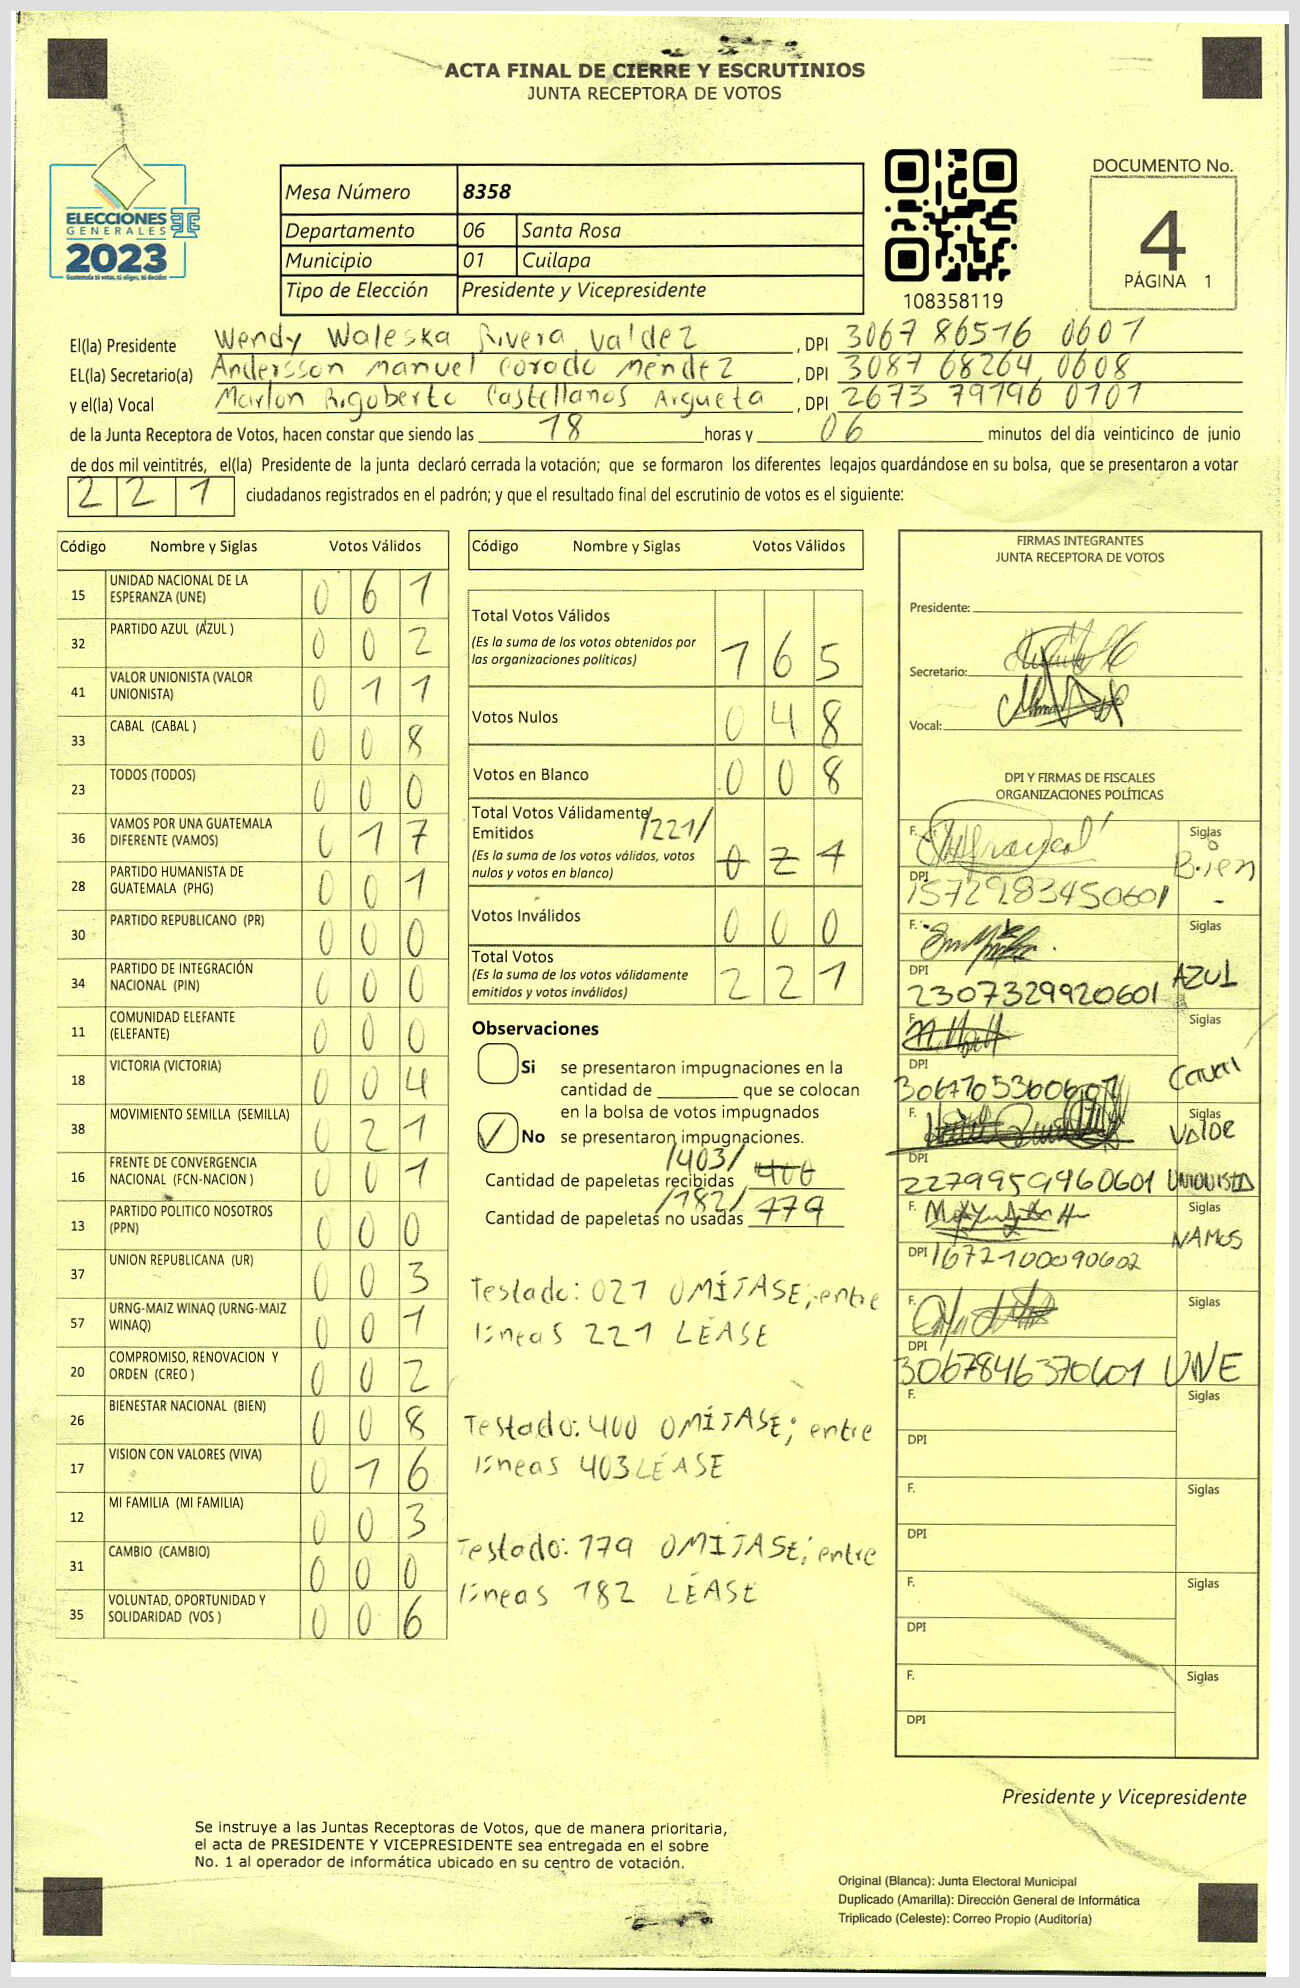 ACTA FINAL DE CIERRE Y ESCRUTINIOS
JUNTA RECEPTORA DE VOTOS
ELECCIONES
GENERALES
2023
Mesa Número 8358
Departamento 06 Santa Rosa
Municipio 01 Cuilapa
Tipo de Elección Presidente y Vicepresidente
108358119
DOCUMENTO No.
4
PÁGINA 1
El(la) Presidente Wendy Waleska Rivera Valdez, DPI 3067 86516 0601
EL(la) Secretario(a) Andersson Manuel Corado Méndez, DPI 3087 68264 0608
y el(la) Vocal Marlon Rigoberto Castellanos Argueta, DPI 2673 79796 0101
de la Junta Receptora de Votos, hacen constar que siendo las 18 horas y 06 minutos del día veinticinco de junio
de dos mil veintitrés, el(la) Presidente de la junta declaró cerrada la votación; que se formaron los diferentes legajos guardándose en su bolsa, que se presentaron a votar
221 ciudadanos registrados en el padrón; y que el resultado final del escrutinio de votos es el siguiente:
Código Nombre y Siglas Votos Válidos
15 UNIDAD NACIONAL DE LA ESPERANZA (UNE) 0 6 1
32 PARTIDO AZUL (AZUL ) 0 0 2
41 VALOR UNIONISTA (VALOR UNIONISTA) 0 1 1
33 CABAL (CABAL ) 0 0 8
23 TODOS (TODOS) 0 0 0
36 VAMOS POR UNA GUATEMALA DIFERENTE (VAMOS) 0 1 7
28 PARTIDO HUMANISTA DE GUATEMALA (PHG) 0 0 1
30 PARTIDO REPUBLICANO (PR) 0 0 0
34 PARTIDO DE INTEGRACIÓN NACIONAL (PIN) 0 0 0
11 COMUNIDAD ELEFANTE (ELEFANTE) 0 0 0
18 VICTORIA (VICTORIA) 0 0 4
38 MOVIMIENTO SEMILLA (SEMILLA) 0 2 1
16 FRENTE DE CONVERGENCIA NACIONAL (FCN-NACION ) 0 0 1
13 PARTIDO POLITICO NOSOTROS (PPN) 0 0 0
37 UNION REPUBLICANA (UR) 0 0 3
57 URNG-MAIZ WINAQ (URNG-MAIZ WINAQ) 0 0 1
20 COMPROMISO, RENOVACION Y ORDEN (CREO ) 0 0 2
26 BIENESTAR NACIONAL (BIEN) 0 0 8
17 VISION CON VALORES (VIVA) 0 1 6
12 MI FAMILIA (MI FAMILIA) 0 0 3
31 CAMBIO (CAMBIO) 0 0 0
35 VOLUNTAD, OPORTUNIDAD Y SOLIDARIDAD (VOS ) 0 0 6
Código Nombre y Siglas Votos Válidos
Total Votos Válidos
(Es la suma de los votos obtenidos por
las organizaciones políticas) 1 6 5
Votos Nulos 0 4 8
Votos en Blanco 0 0 8
Total Votos Válidamente
Emitidos /221/
(Es la suma de los votos válidos, votos
nulos y votos en blanco) 0 2 1
Votos Inválidos 0 0 0
Total Votos
(Es la suma de los votos válidamente
emitidos y votos inválidos) 2 2 1
Observaciones
Si se presentaron impugnaciones en la
cantidad de ________ que se colocan
en la bolsa de votos impugnados
No se presentaron impugnaciones.
/403/
Cantidad de papeletas recibidas 400
/182/
Cantidad de papeletas no usadas 179
Testado: 021 OMÍTASE; entre
líneas 221 LÉASE
Testado: 400 OMÍTASE; entre
líneas 403 LÉASE
Testado: 179 OMÍTASE; entre
líneas 182 LÉASE
FIRMAS INTEGRANTES
JUNTA RECEPTORA DE VOTOS
Presidente:
Secretario:
Vocal:
DPI Y FIRMAS DE FISCALES
ORGANIZACIONES POLÍTICAS
F. Siglas
Bien
DPI 1572983450601
F. Siglas
DPI 2307329920601 AZUL
F. Siglas
DPI 3067705360601
F. Siglas
VALOR
DPI 2279959460601 UNIONISTA
F. Siglas
VAMOS
DPI 1672100090602
F. Siglas
DPI 3067846370601 UNE
F. Siglas
DPI
F. Siglas
DPI
F. Siglas
DPI
F. Siglas
DPI
Presidente y Vicepresidente
Se instruye a las Juntas Receptoras de Votos, que de manera prioritaria,
el acta de PRESIDENTE Y VICEPRESIDENTE sea entregada en el sobre
No. 1 al operador de informática ubicado en su centro de votación.
Original (Blanca): Junta Electoral Municipal
Duplicado (Amarilla): Dirección General de Informática
Triplicado (Celeste): Correo Propio (Auditoría)